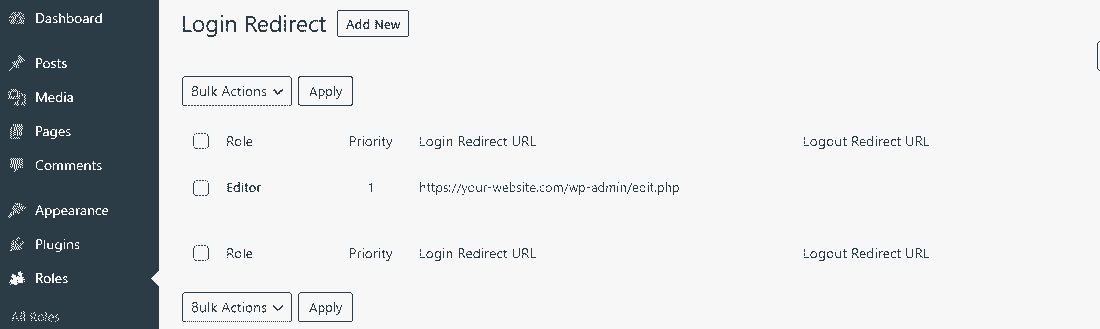 Dashboard
Posts
Media
Pages
Comments
Appearance
Plugins
Roles
All Roles
Login Redirect Add New
Bulk Actions Apply
Role Priority Login Redirect URL Logout Redirect URL
Editor 1 https://your-website.com/wp-admin/edit.php
Role Priority Login Redirect URL Logout Redirect URL
Bulk Actions Apply